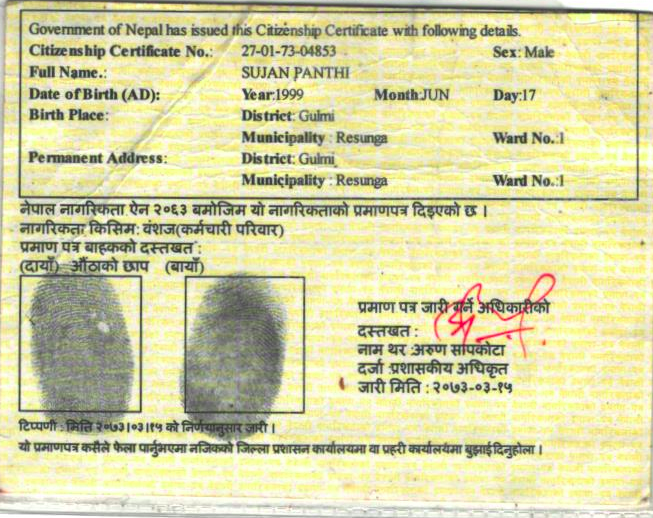 Government of Nepal has issued this Citizenship Certificate with following details.
Citizenship Certificate No.: 27-01-73-04853 Sex: Male
Full Name.: SUJAN PANTHI
Date of Birth (AD): Year:1999 Month:JUN Day:17
Birth Place: District: Gulmi
Municipality : Resunga Ward No.:1
Permanent Address: District: Gulmi
Municipality : Resunga Ward No.:1
नेपाल नागरिकता ऐन २०६३ बमोजिम यो नागरिकताको प्रमाणपत्र दिइएको छ ।
नागरिकता किसिम: वंशज(कर्मचारी परिवार)
प्रमाण पत्र बाहकको दस्तखत :
(दायाँ) औंठाको छाप (बायाँ)
प्रमाण पत्र जारी गर्ने अधिकारीको
दस्तखत :
नाम थर :अरुण सापकोटा
दर्जा :प्रशासकीय अधिकृत
जारी मिति : २०७३-०३-१५
टिप्पणी : मिति २०७३।०३।१५ को निर्णयानुसार जारी ।
यो प्रमाणपत्र कसैले फेला पार्नुभएमा नजिकको जिल्ला प्रशासन कार्यालयमा वा प्रहरी कार्यालयमा बुझाईदिनुहोला ।